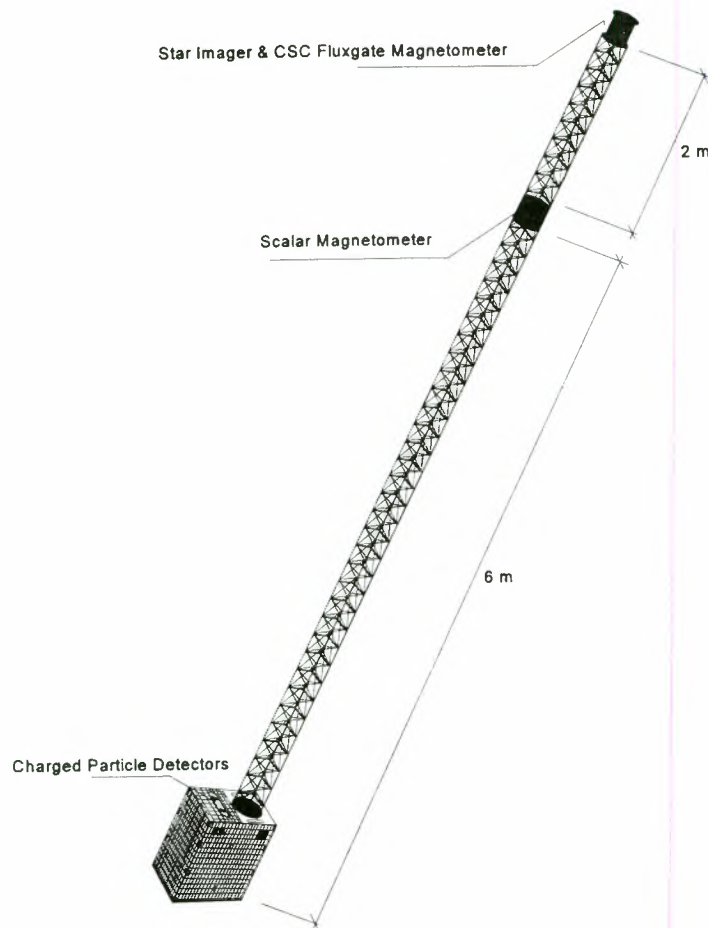 Star Imager & CSC Fluxgate Magnetometer
2 m
Scalar Magnetometer
6 m
Charged Particle Detectors